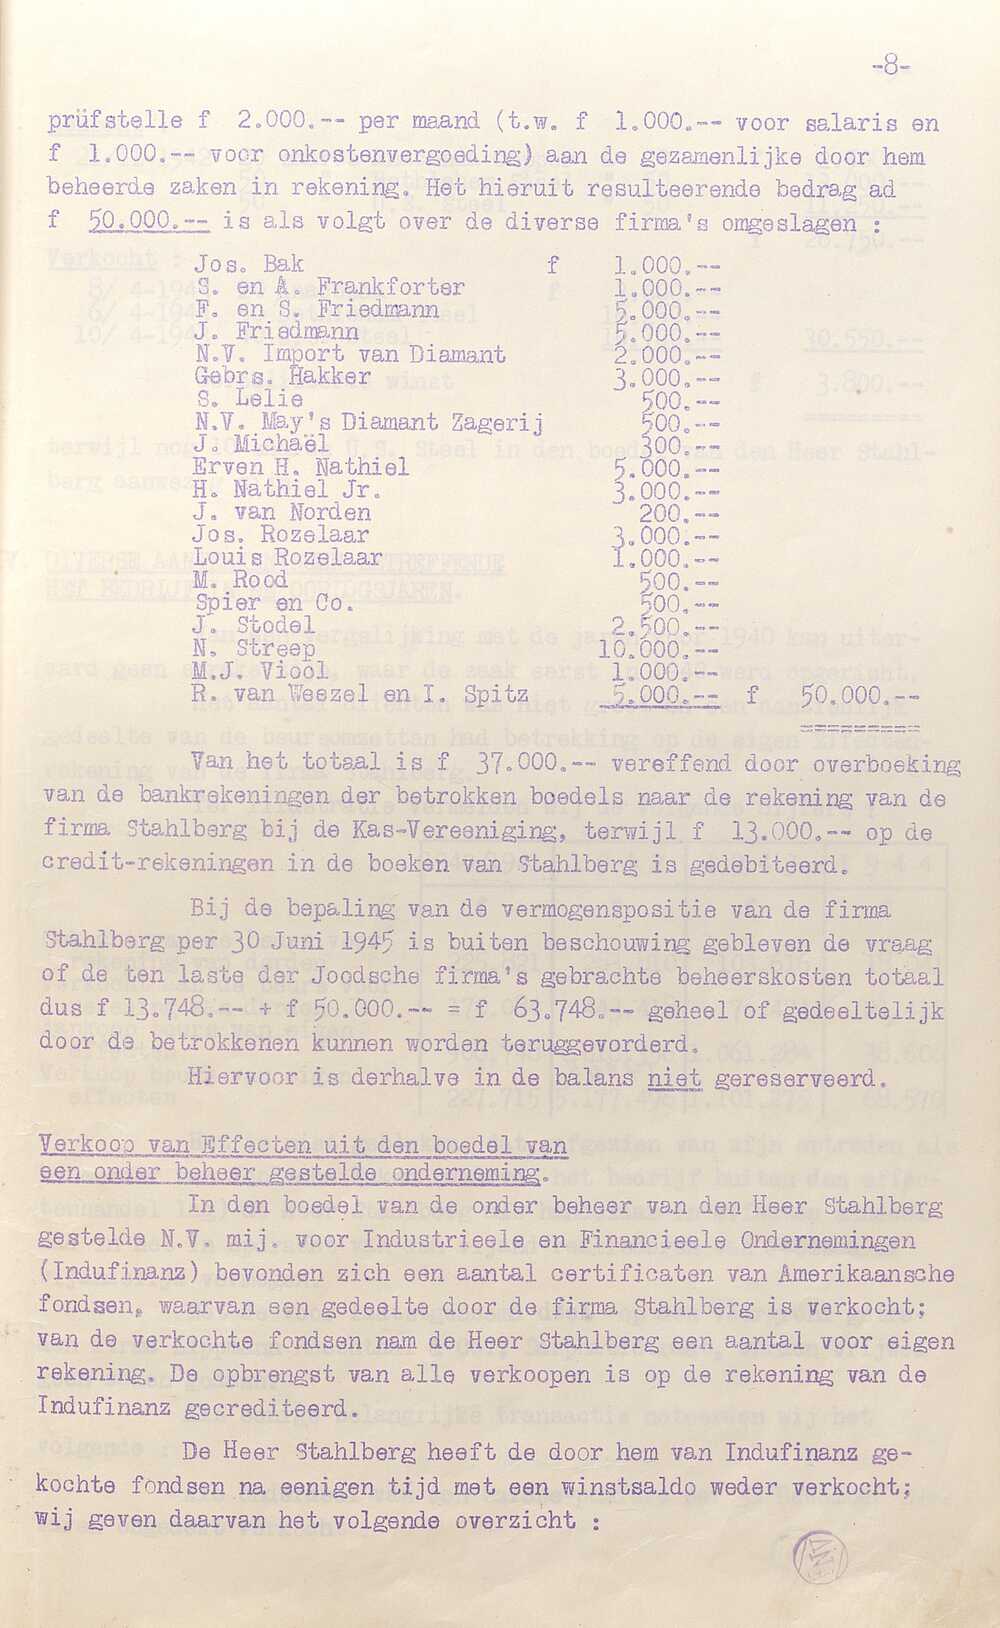 -8-
prüfstelle f 2.000.-- per maand (t.w. f 1.000.-- voor salaris en
f 1.000.-- voor onkostenvergoeding) aan de gezamenlijke door hem
beheerde zaken in rekening. Het hieruit resulteerende bedrag ad
f 50.000.-- is als volgt over de diverse firma's omgeslagen :
Jos. Bak f 1.000.--
S. en A. Frankforter 1.000.--
F. en S. Friedmann 5.000.--
J. Friedmann 5.000.--
N.V. Import van Diamant 2.000.--
Gebrs. Hakker 3.000.--
S. Lelie 500.--
N.V. May's Diamant Zagerij 500.--
J. Michaël 300.--
Erven H. Nathiel 5.000.--
H. Nathiel Jr. 3.000.--
J. van Norden 200.--
Jos. Rozelaar 3.000.--
Louis Rozelaar 1.000.--
M. Rood 500.--
Spier en Co. 500.--
J. Stodel 2.500.--
N. Streep 10.000.--
M.J. Viool 1.000.--
R. van Weezel en I. Spitz 5.000.-- f 50.000.--
Van het totaal is f 37.000.-- vereffend door overboeking
van de bankrekeningen der betrokken boedels naar de rekening van de
firma Stahlberg bij de Kas-Vereeniging, terwijl f 13.000.-- op de
credit-rekeningen in de boeken van Stahlberg is gedebiteerd.
Bij de bepaling van de vermogenspositie van de firma
Stahlberg per 30 Juni 1945 is buiten beschouwing gebleven de vraag
of de ten laste der Joodsche firma's gebrachte beheerskosten totaal
dus f 13.748.-- + f 50.000.-- = f 63.748.-- geheel of gedeeltelijk
door de betrokkenen kunnen worden teruggevorderd.
Hiervoor is derhalve in de balans niet gereserveerd.
Verkoop van Effecten uit den boedel van
een onder beheer gestelde onderneming.
In den boedel van de onder beheer van den Heer Stahlberg
gestelde N.V. mij. voor Industrieele en Financieele Ondernemingen
(Indufinanz) bevonden zich een aantal certificaten van Amerikaansche
fondsen, waarvan een gedeelte door de firma Stahlberg is verkocht;
van de verkochte fondsen nam de Heer Stahlberg een aantal voor eigen
rekening. De opbrengst van alle verkoopen is op de rekening van de
Indufinanz gecrediteerd.
De Heer Stahlberg heeft de door hem van Indufinanz ge-
kochte fondsen na eenigen tijd met een winstsaldo weder verkocht;
wij geven daarvan het volgende overzicht :